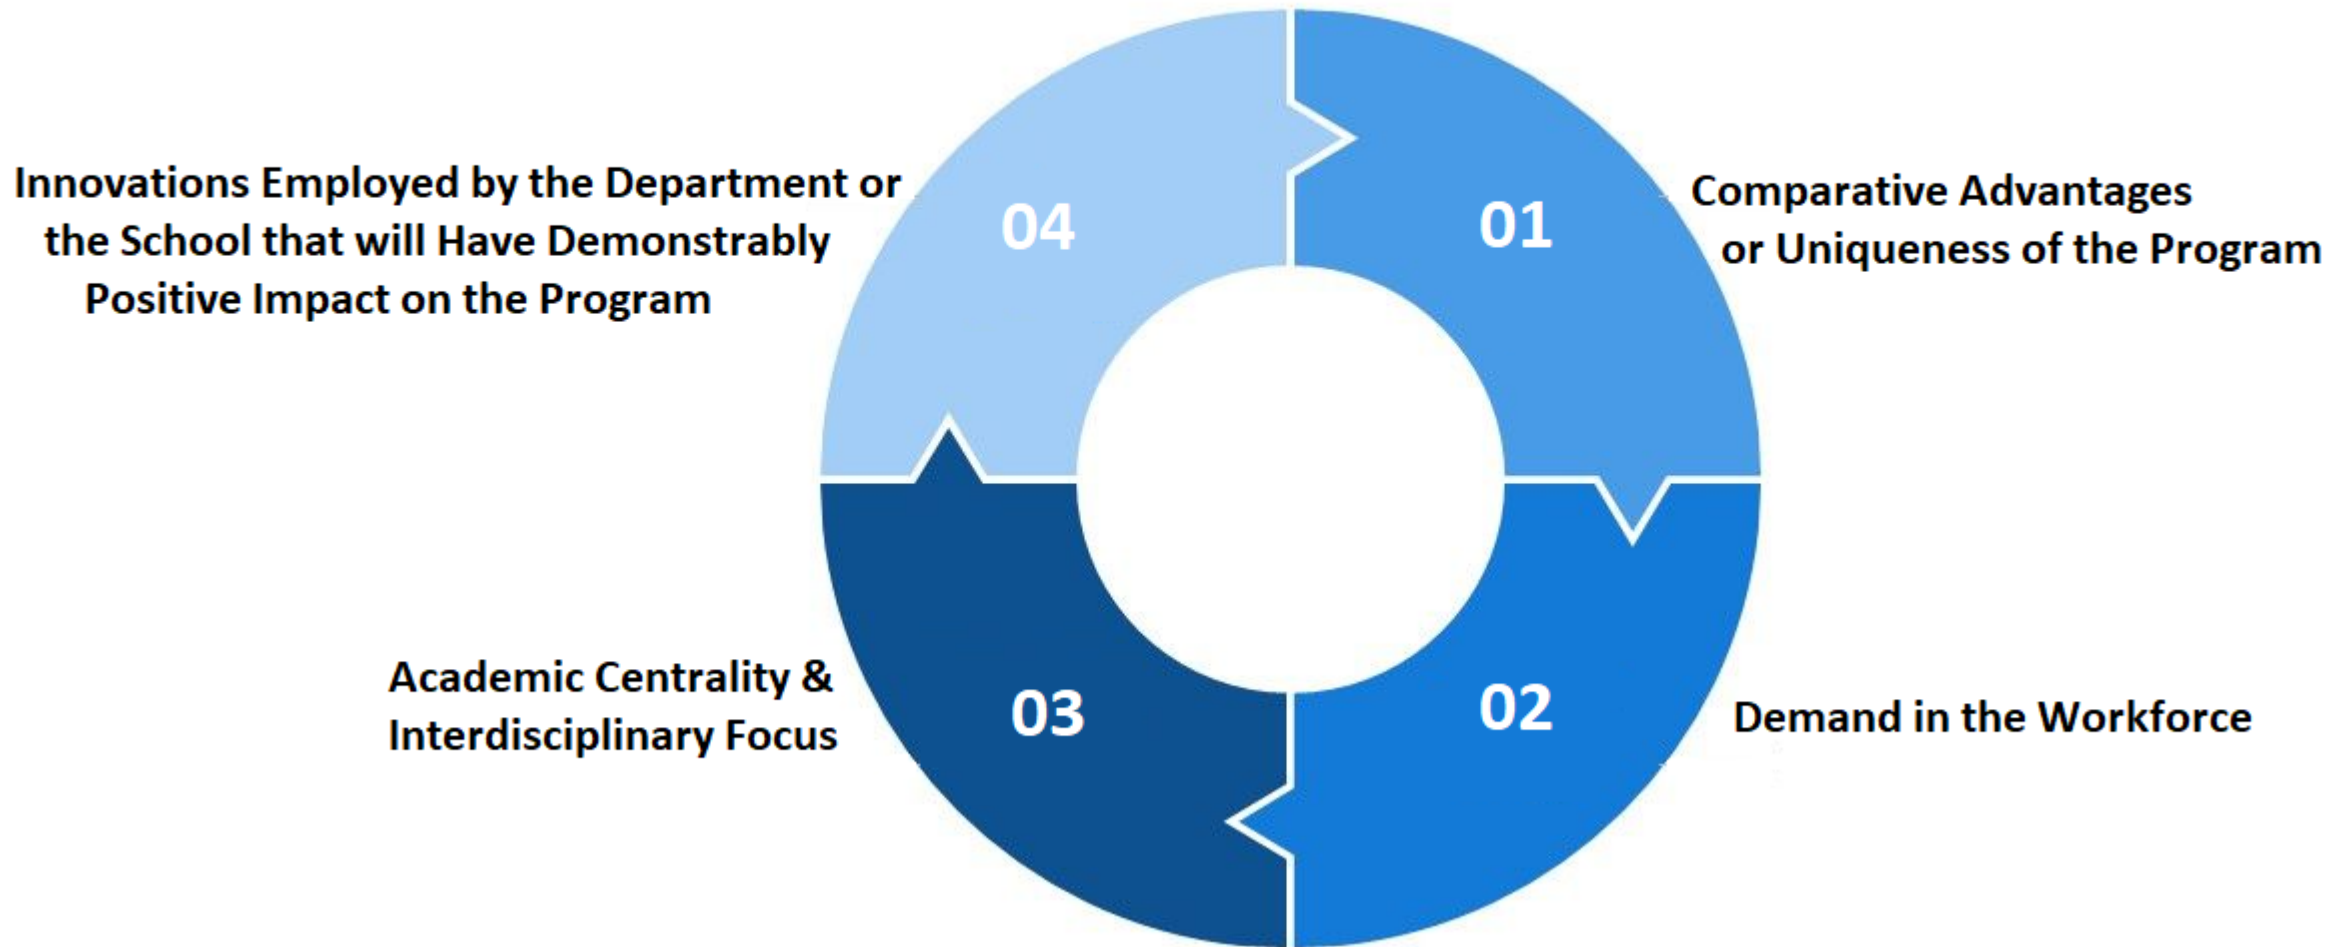 01
Comparative Advantages
or Uniqueness of the Program
02
Demand in the Workforce
03
Academic Centrality &
Interdisciplinary Focus
04
Innovations Employed by the Department or
the School that will Have Demonstrably
Positive Impact on the Program